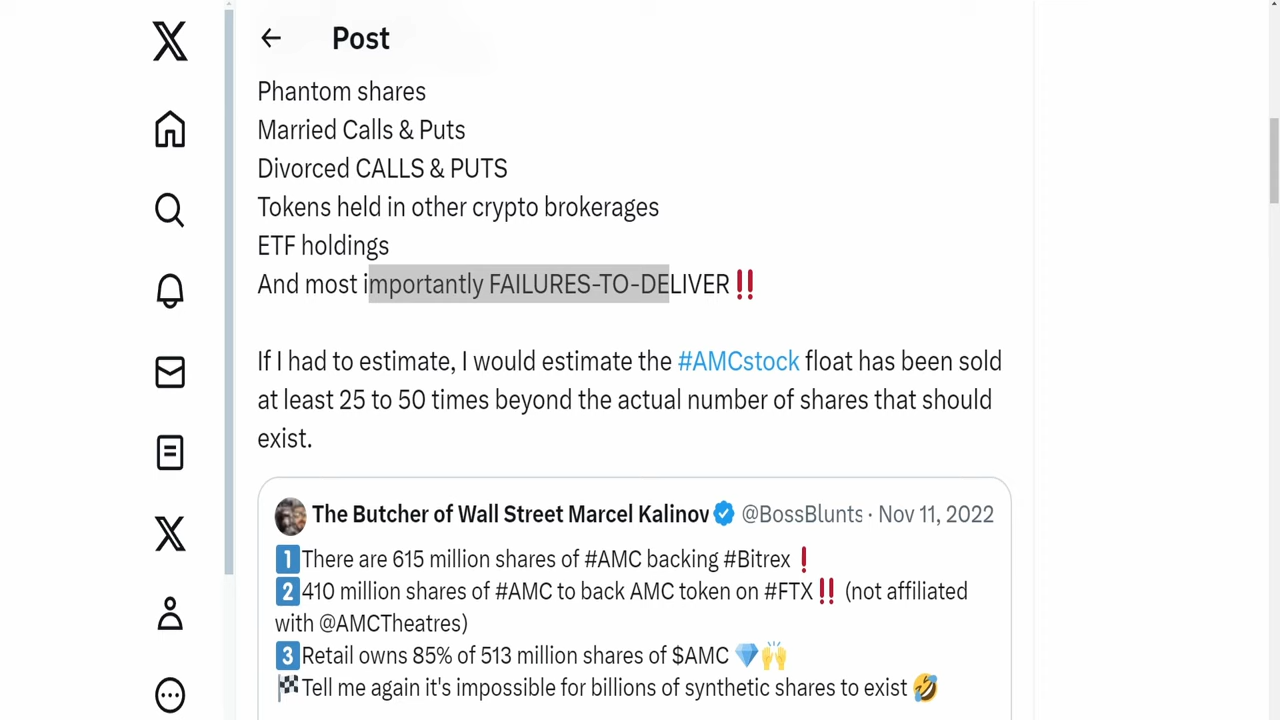 Post
Phantom shares
Married Calls & Puts
Divorced CALLS & PUTS
Tokens held in other crypto brokerages
ETF holdings
And most importantly FAILURES-TO-DELIVER‼️
If I had to estimate, I would estimate the #AMCstock float has been sold
at least 25 to 50 times beyond the actual number of shares that should
exist.
The Butcher of Wall Street Marcel Kalinov @BossBlunts · Nov 11, 2022
1️⃣There are 615 million shares of #AMC backing #Bitrex❗
2️⃣410 million shares of #AMC to back AMC token on #FTX‼️ (not affiliated
with @AMCTheatres)
3️⃣Retail owns 85% of 513 million shares of $AMC 💎🙌
🏁Tell me again it's impossible for billions of synthetic shares to exist 🤣